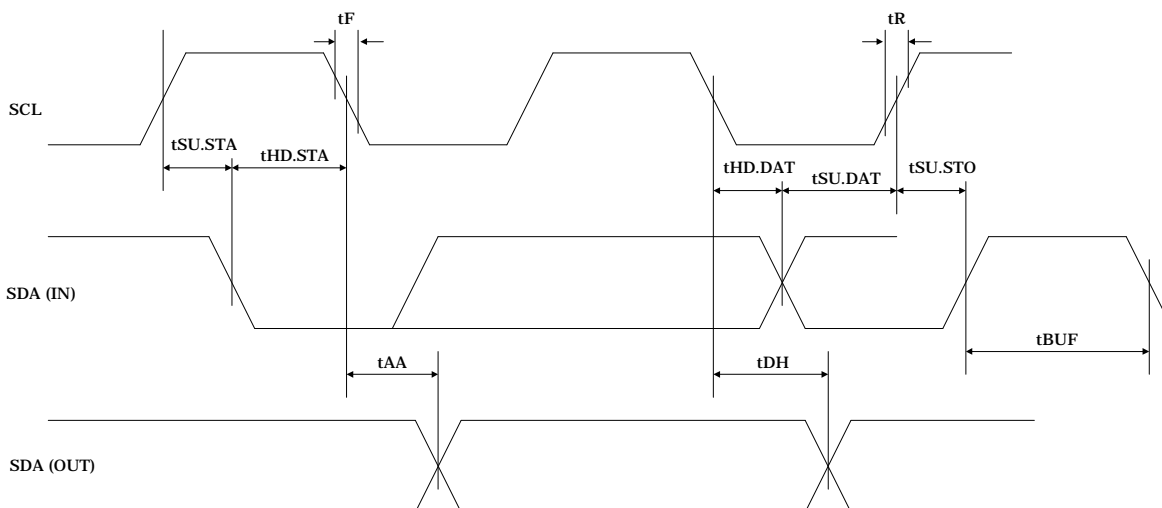 tF
tR
SCL
tSU.STA
tHD.STA
tHD.DAT
tSU.DAT
tSU.STO
SDA (IN)
tBUF
tAA
tDH
SDA (OUT)